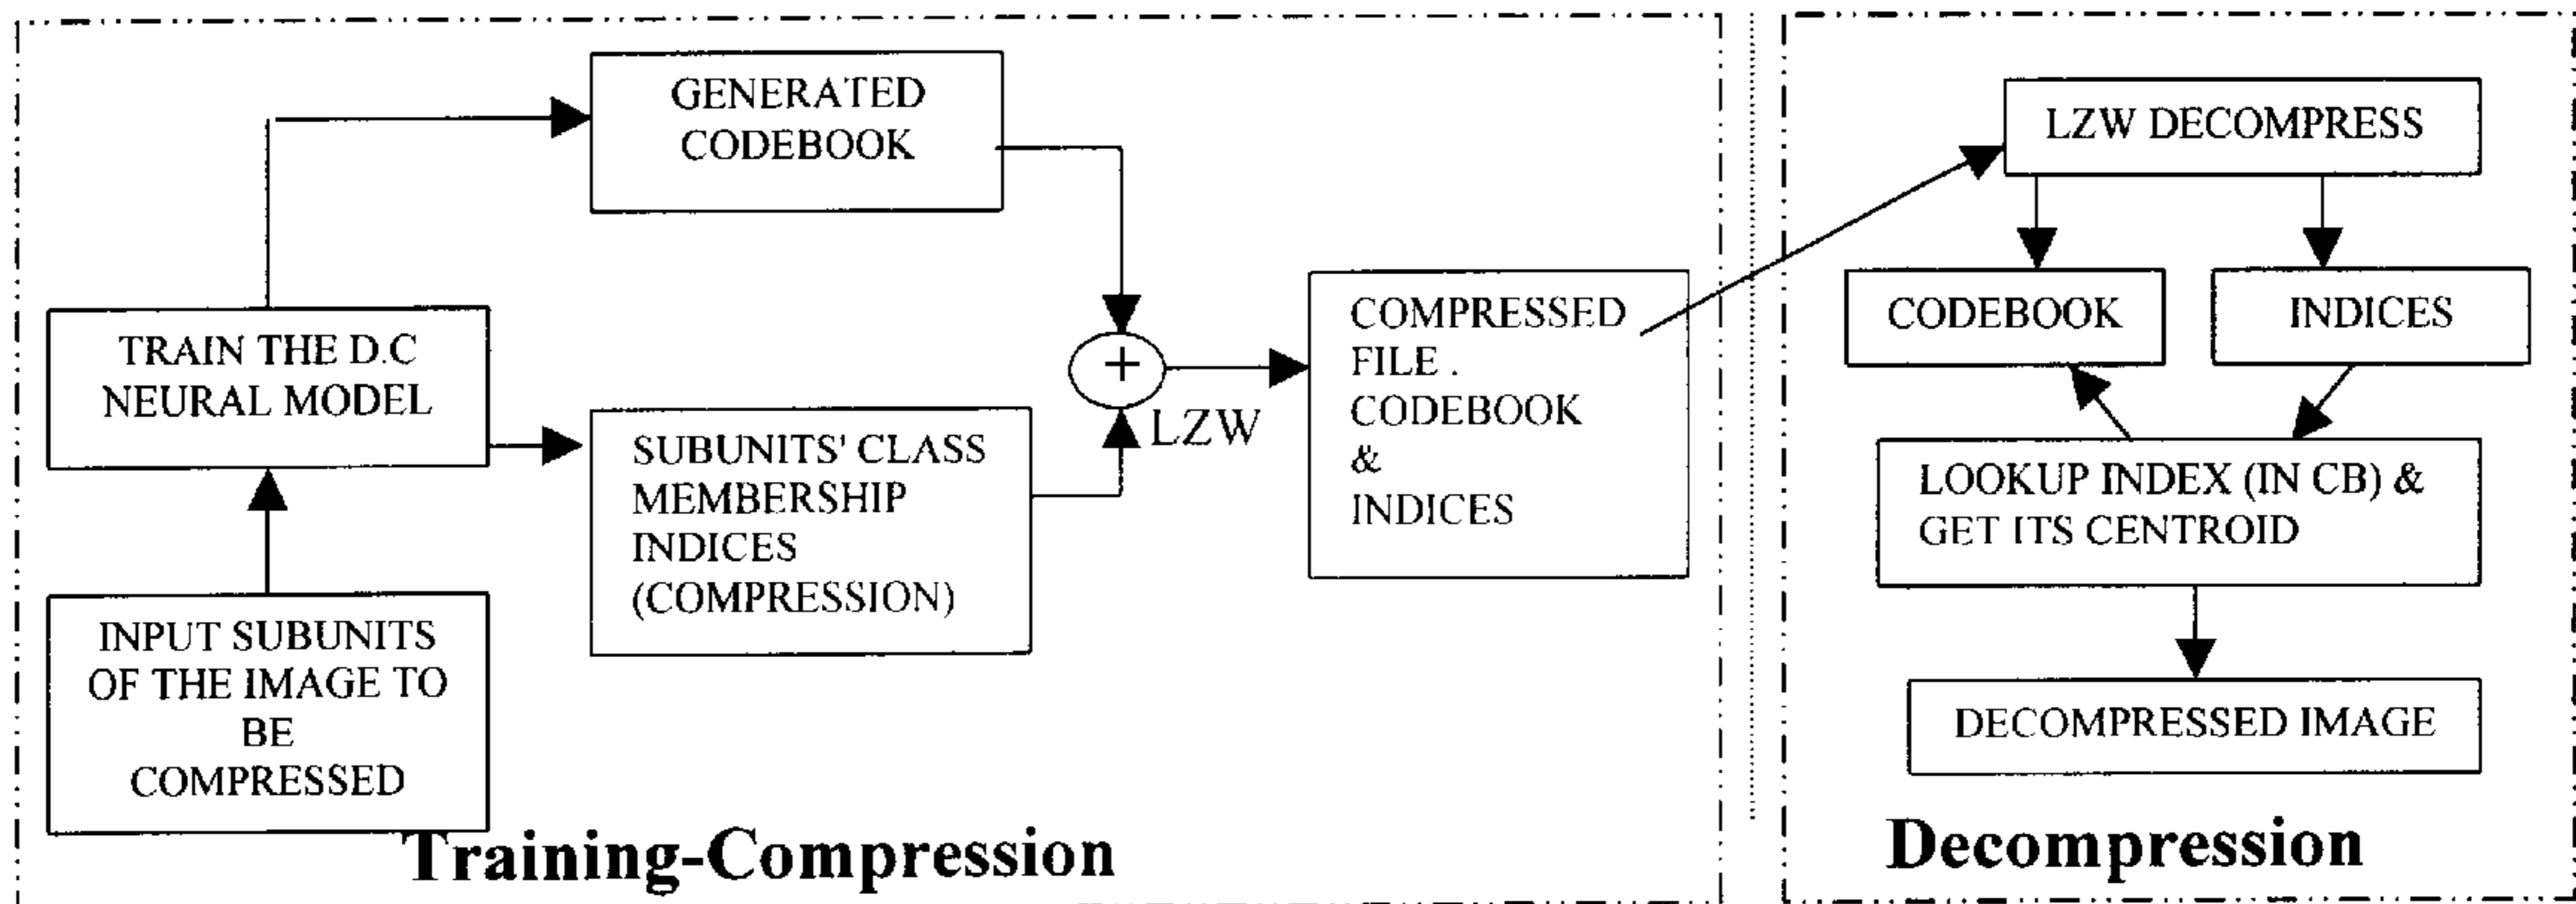 GENERATED
CODEBOOK
TRAIN THE D.C
NEURAL MODEL
INPUT SUBUNITS
OF THE IMAGE TO
BE
COMPRESSED
SUBUNITS' CLASS
MEMBERSHIP
INDICES
(COMPRESSION)
+
LZW
COMPRESSED
FILE .
CODEBOOK
&
INDICES
Training-Compression
LZW DECOMPRESS
CODEBOOK
INDICES
LOOKUP INDEX (IN CB) &
GET ITS CENTROID
DECOMPRESSED IMAGE
Decompression